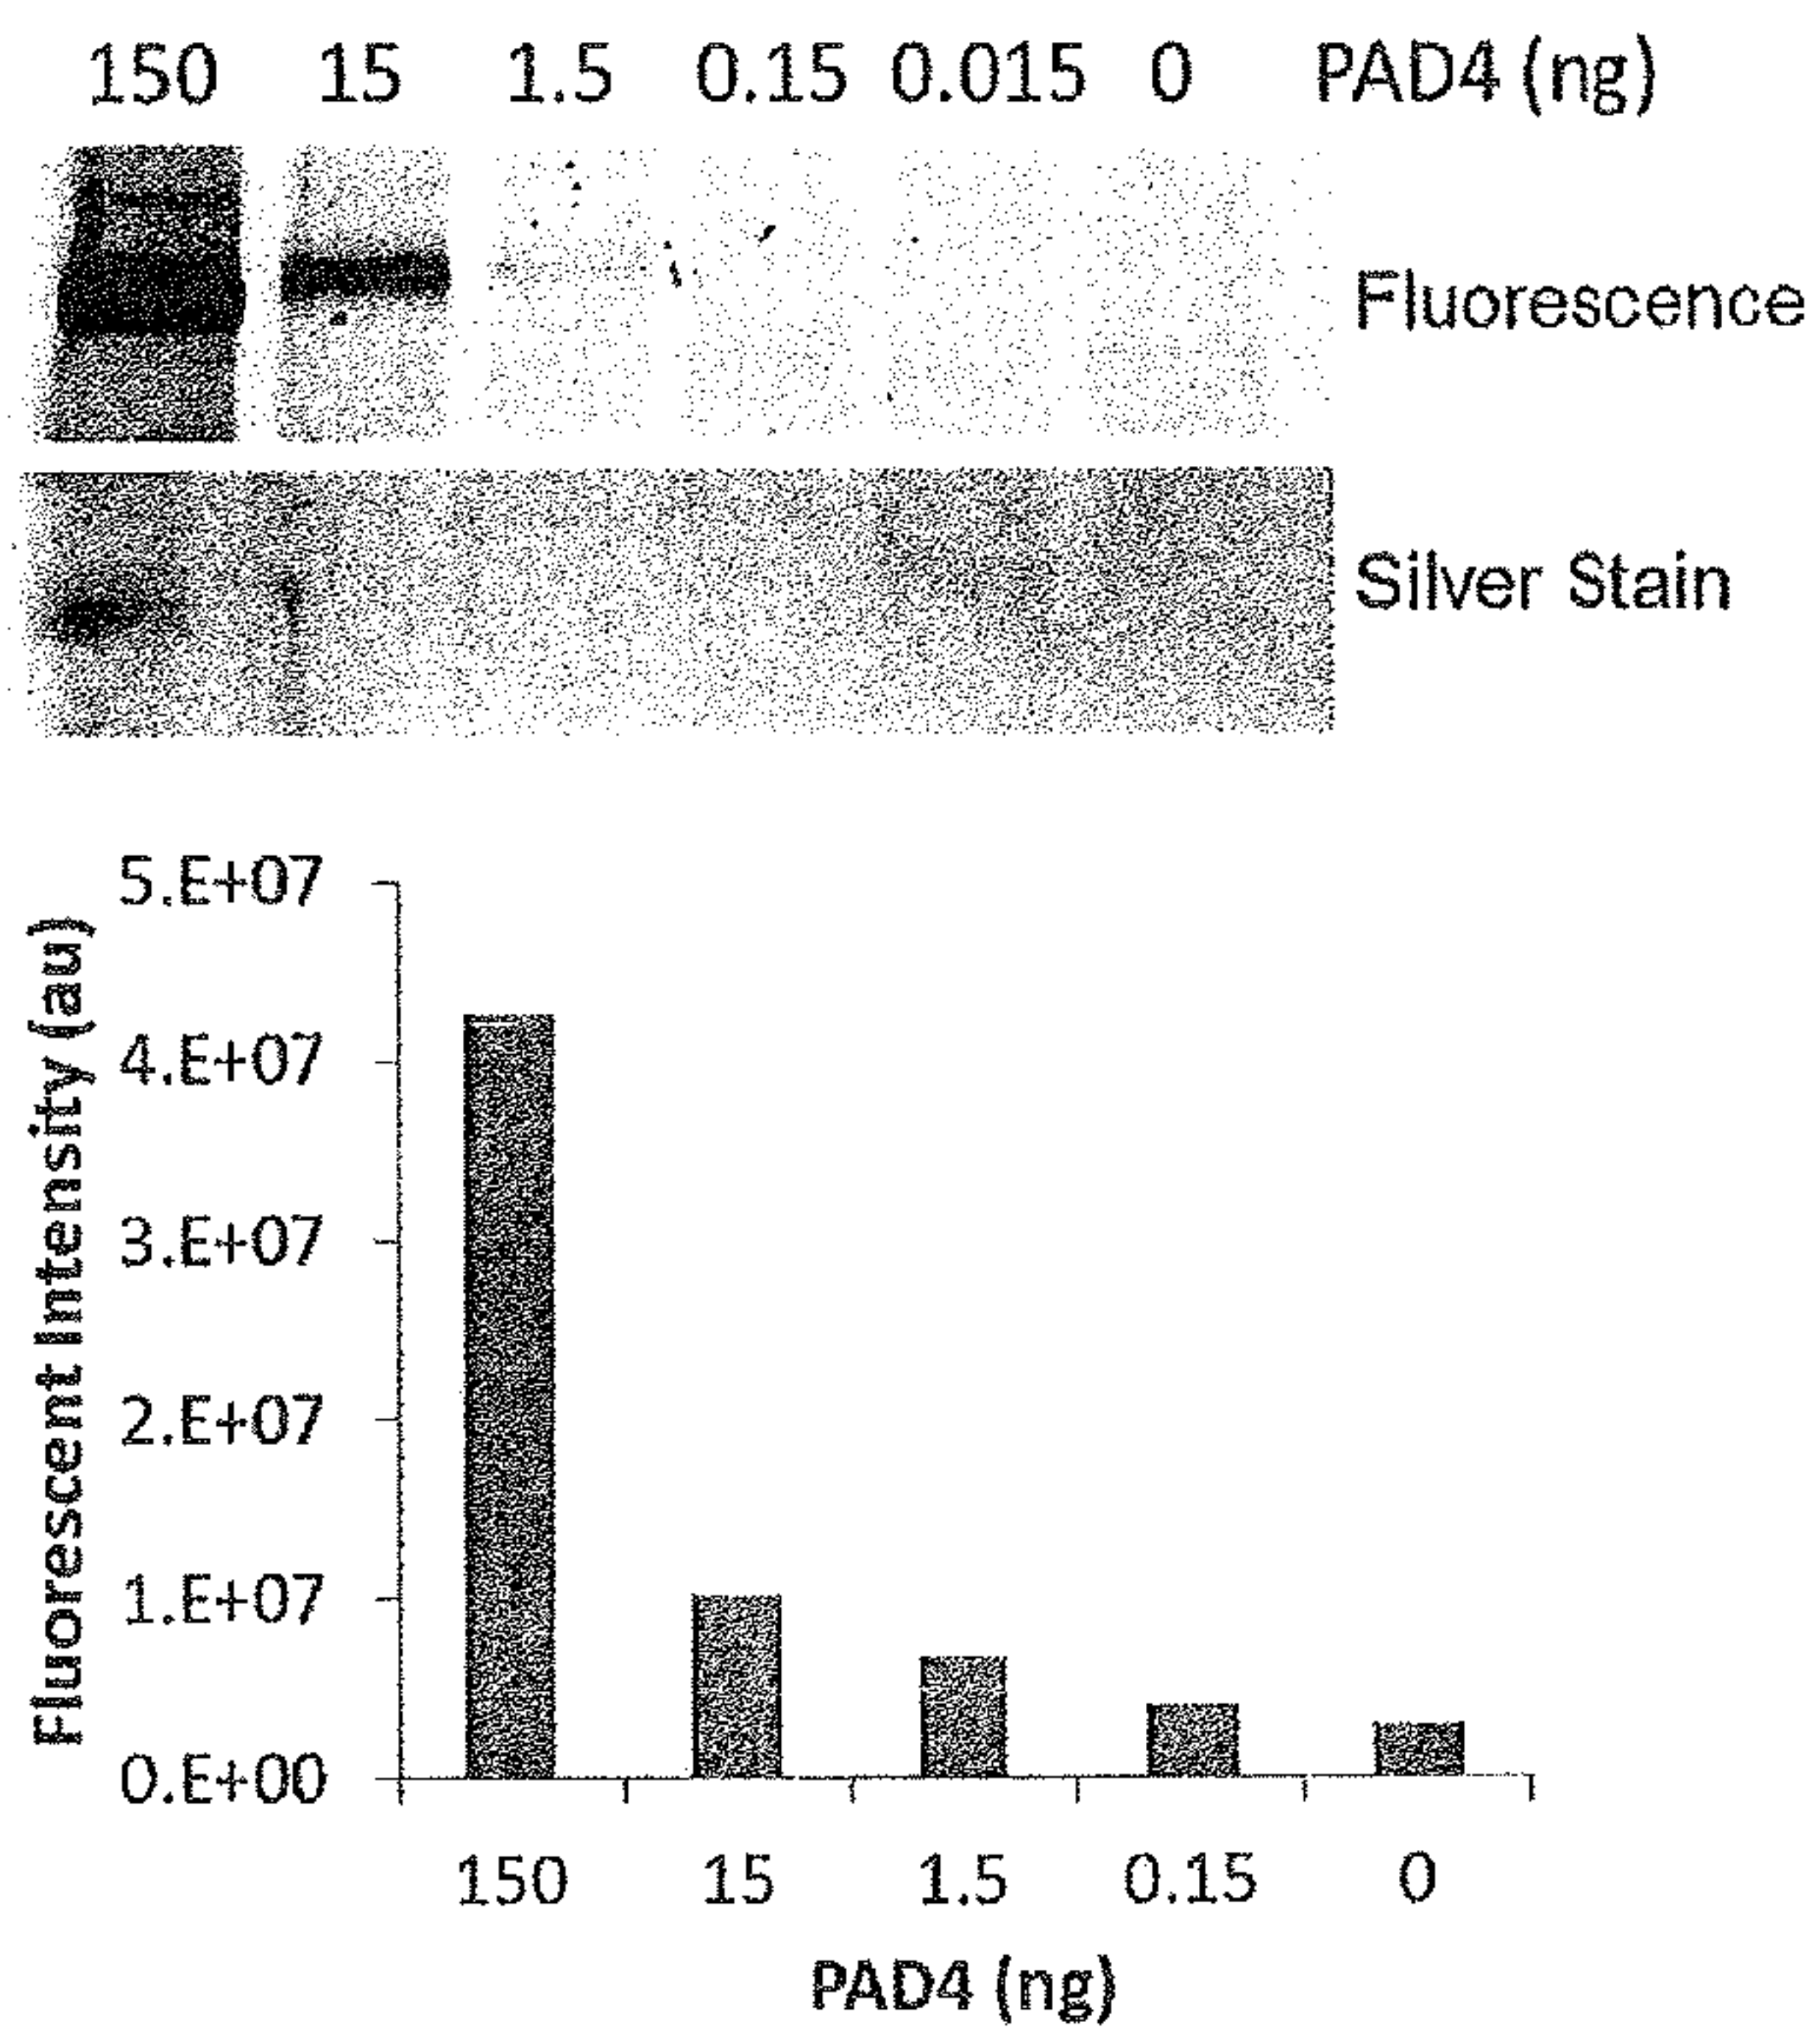 150 15 1.5 0.15 0.015 0 PAD4 (ng)
Fluorescence
Silver Stain
Fluorescent Intensity (au)
5.E+07
4.E+07
3.E+07
2.E+07
1.E+07
0.E+00
150 15 1.5 0.15 0
PAD4 (ng)